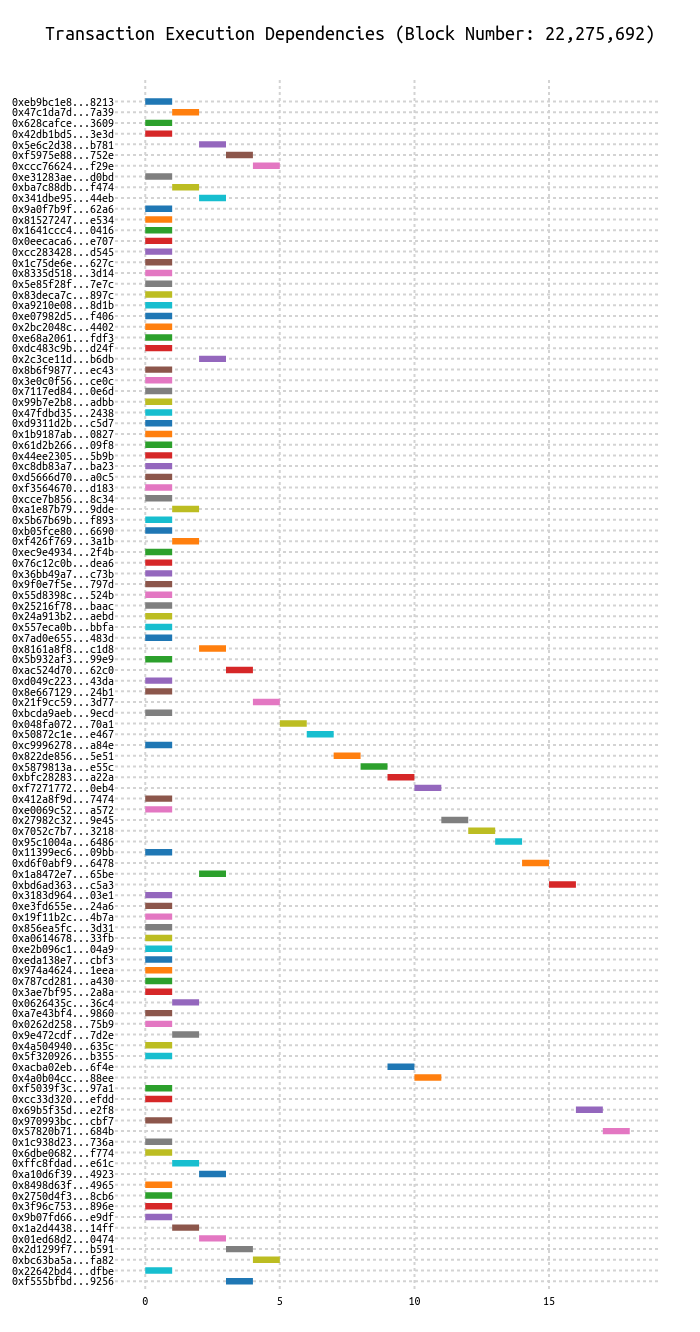 Transaction Execution Dependencies (Block Number: 22,275,692)
0xeb9bc1e8...8213
0x47c1da7d...7a39
0x628cafce...3609
0x42db1bd5...3e3d
0x5e6c2d38...b781
0xf5975e88...752e
0xccc76624...f29e
0xe31283ae...d0bd
0xba7c88db...f474
0x341dbe95...44eb
0x9a0f7b9f...62a6
0x81527247...e534
0x1641ccc4...0416
0x0eecaca6...e707
0xcc283428...d545
0x1c75de6e...627c
0x8335d518...3d14
0x5e85f28f...7e7c
0x83deca7c...897c
0xa9210e08...8d1b
0xe07982d5...f406
0x2bc2048c...4402
0xe68a2061...fdf3
0xdc483c9b...d24f
0x2c3ce11d...b6db
0x8b6f9877...ec43
0x3e0c0f56...ce0c
0x7117ed84...0e6d
0x99b7e2b8...adbb
0x47fdbd35...2438
0xd9311d2b...c5d7
0x1b9187ab...0827
0x61d2b266...09f8
0x44ee2305...5b9b
0xc8db83a7...ba23
0xd5666d70...a0c5
0xf3564670...d183
0xcce7b856...8c34
0xa1e87b79...9dde
0x5b67b69b...f893
0xb05fce80...6690
0xf426f769...3a1b
0xec9e4934...2f4b
0x76c12c0b...dea6
0x36bb49a7...c73b
0x9f0e7f5e...797d
0x55d8398c...524b
0x25216f78...baac
0x24a913b2...aebd
0x557eca0b...bbfa
0x7ad0e655...483d
0x8161a8f8...c1d8
0x5b932af3...99e9
0xac524d70...62c0
0xd049c223...43da
0x8e667129...24b1
0x21f9cc59...3d77
0xbcda9aeb...9ecd
0x048fa072...70a1
0x50872c1e...e467
0xc9996278...a84e
0x822de856...5e51
0x5879813a...e55c
0xbfc28283...a22a
0xf7271772...0eb4
0x412a8f9d...7474
0xe0069c52...a572
0x27982c32...9e45
0x7052c7b7...3218
0x95c1004a...6486
0x11399ec6...09bb
0xd6f0abf9...6478
0x1a8472e7...65be
0xbd6ad363...c5a3
0x3183d964...03e1
0xe3fd655e...24a6
0x19f11b2c...4b7a
0x856ea5fc...3d31
0xa0614678...33fb
0xe2b096c1...04a9
0xeda138e7...cbf3
0x974a4624...1eea
0x787cd281...a430
0x3ae7bf95...2a8a
0x0626435c...36c4
0xa7e43bf4...9860
0x0262d258...75b9
0x9e472cdf...7d2e
0x4a504940...635c
0x5f320926...b355
0xacba02eb...6f4e
0x4a0b04cc...88ee
0xf5039f3c...97a1
0xcc33d320...efdd
0x69b5f35d...e2f8
0x970993bc...cbf7
0x57820b71...684b
0x1c938d23...736a
0x6dbe0682...f774
0xffc8fdad...e61c
0xa10d6f39...4923
0x8498d63f...4965
0x2750d4f3...8cb6
0x3f96c753...896e
0x9b07fd66...e9df
0x1a2d4438...14ff
0x01ed68d2...0474
0x2d1299f7...b591
0xbc63ba5a...fa82
0x22642bd4...dfbe
0xf555bfbd...9256
0 5 10 15